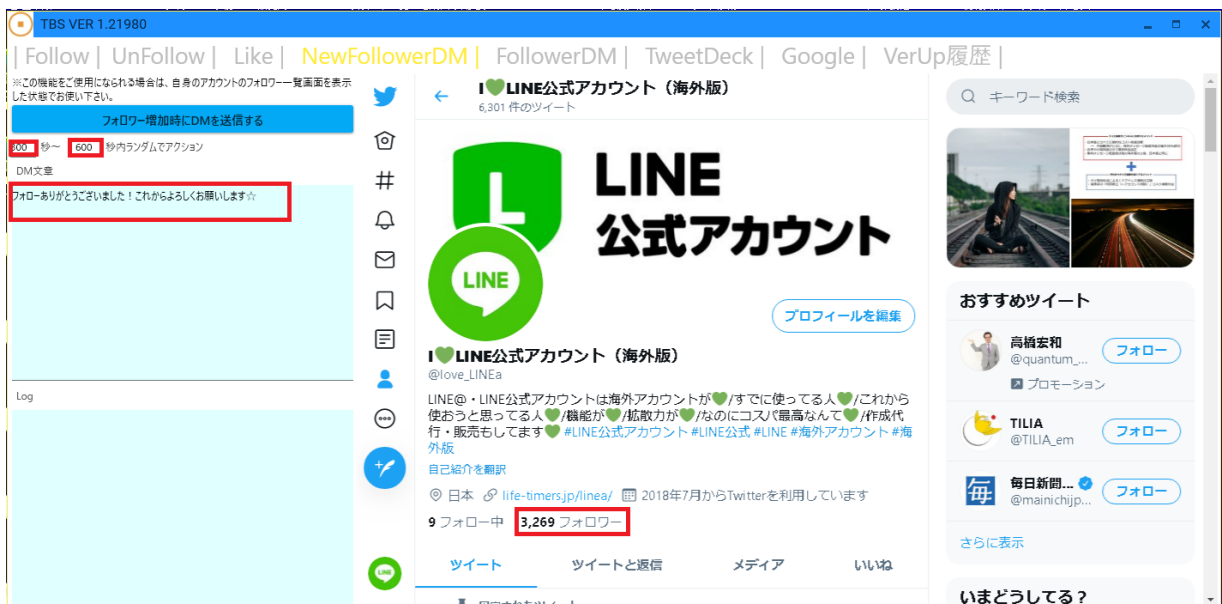 TBS VER 1.21980
| Follow | UnFollow | Like | NewFollowerDM | FollowerDM | TweetDeck | Google | VerUp履歴 |
※この機能をご使用になられる場合は、自身のアカウントのフォロワー一覧画面を表示
した状態でお使い下さい。
フォロワー増加時にDMを送信する
300 秒～ 600 秒内ランダムでアクション
DM文章
フォローありがとうございました！これからよろしくお願いします☆
Log
I💚LINE公式アカウント（海外版）
6,301 件のツイート
LINE
公式アカウント
L
LINE
プロフィールを編集
I💚LINE公式アカウント（海外版）
@love_LINEa
LINE@・LINE公式アカウントは海外アカウントが💚/すでに使ってる人💚/これから
使おうと思ってる人💚/機能が💚/拡散力が💚/なのにコスパ最高なんて💚/作成代
行・販売もしてます💚 #LINE公式アカウント #LINE公式 #LINE #海外アカウント #海
外版
自己紹介を翻訳
日本 life-timers.jp/linea/ 2018年7月からTwitterを利用しています
9 フォロー中 3,269 フォロワー
ツイート ツイートと返信 メディア いいね
LINE
キーワード検索
おすすめツイート
高橋宏和
@quantum_...
フォロー
プロモーション
TILIA
@TILIA_em
フォロー
毎
毎日新聞...
@mainichijp...
フォロー
さらに表示
いまどうしてる？